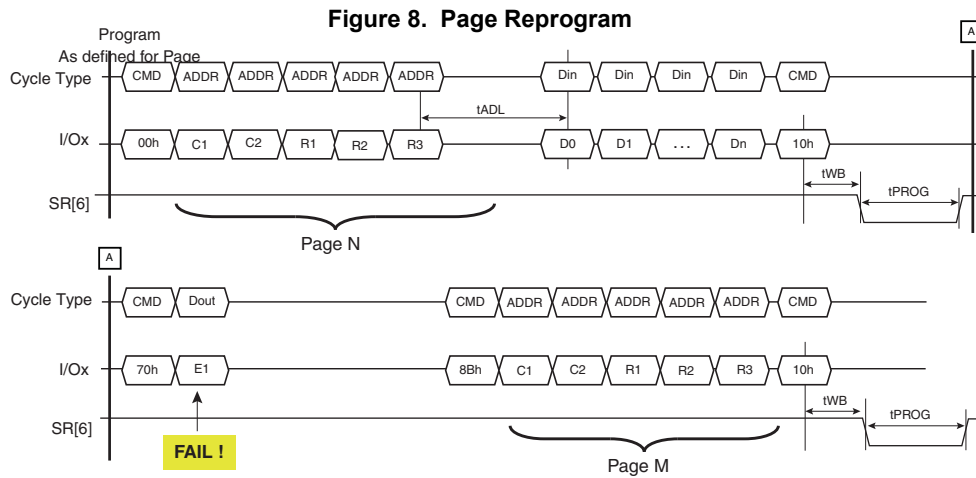 Figure 8. Page Reprogram
A
Program
As defined for Page
Cycle Type CMD ADDR ADDR ADDR ADDR ADDR Din Din Din Din CMD
tADL
I/Ox 00h C1 C2 R1 R2 R3 D0 D1 ... Dn 10h
tWB
tPROG
SR[6]
Page N
A
Cycle Type CMD Dout CMD ADDR ADDR ADDR ADDR ADDR CMD
I/Ox 70h E1 8Bh C1 C2 R1 R2 R3 10h
tWB
tPROG
SR[6]
FAIL !
Page M